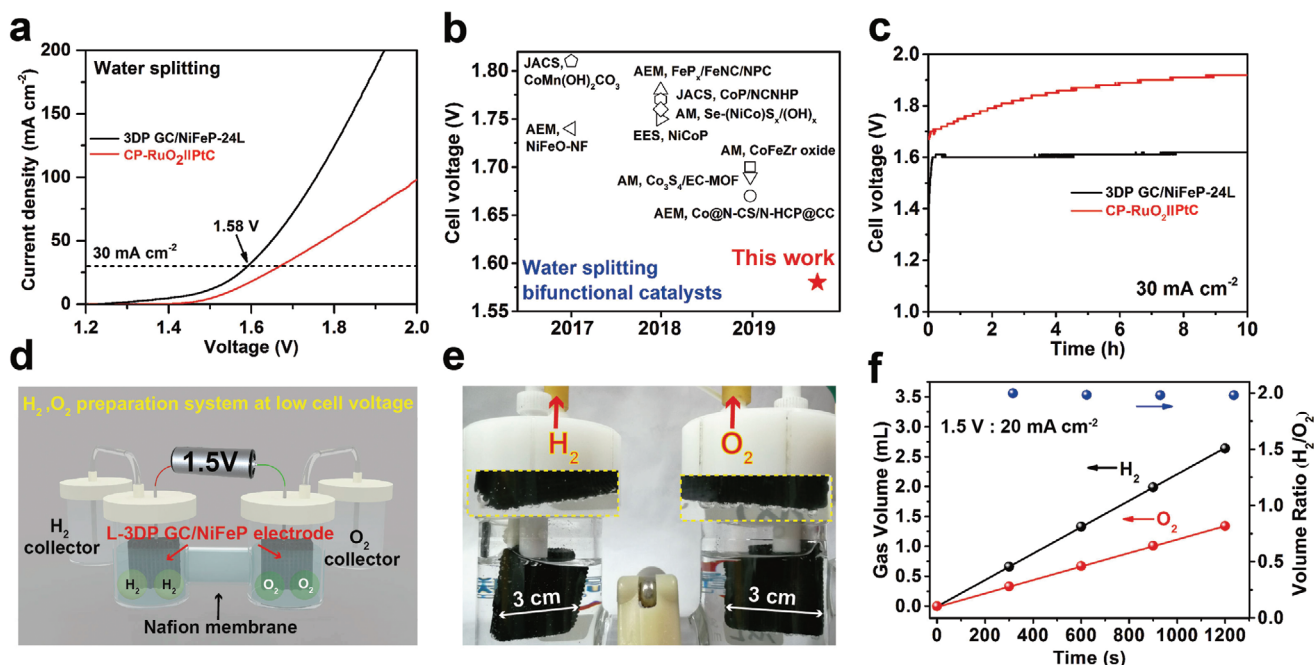 a
200
150
100
50
0
Current density (mA cm⁻²)
Water splitting
3DP GC/NiFeP-24L
CP-RuO₂IIPtC
1.58 V
30 mA cm⁻²
1.2 1.4 1.6 1.8 2.0
Voltage (V)
b
1.80
1.75
1.70
1.65
1.60
1.55
Cell voltage (V)
JACS,
CoMn(OH)₂CO₃
AEM, FePₓ/FeNC/NPC
JACS, CoP/NCNHP
AM, Se-(NiCo)Sₓ/(OH)ₓ
EES, NiCoP
AEM,
NiFeO-NF
AM, CoFeZr oxide
AM, Co₃S₄/EC-MOF
AEM, Co@N-CS/N-HCP@CC
This work
Water splitting
bifunctional catalysts
2017 2018 2019
c
2.0
1.8
1.6
1.4
1.2
1.0
Cell voltage (V)
3DP GC/NiFeP-24L
CP-RuO₂IIPtC
30 mA cm⁻²
0 2 4 6 8 10
Time (h)
d
H₂,O₂ preparation system at low cell voltage
1.5V
H₂
collector
L-3DP GC/NiFeP electrode
O₂
collector
H₂ H₂ O₂ O₂
Nafion membrane
e
H₂ O₂
3 cm 3 cm
f
3.5
3.0
2.5
2.0
1.5
1.0
0.5
0.0
Gas Volume (mL)
1.5 V : 20 mA cm⁻²
H₂
O₂
2.0
1.5
1.0
0.5
0.0
Volume Ratio (H₂/O₂)
0 200 400 600 800 1000 1200
Time (s)